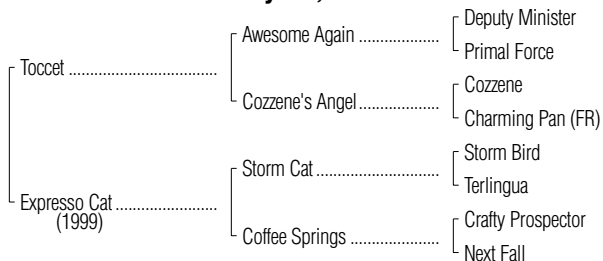 Deputy Minister
Awesome Again ....................
Primal Force
Toccet .....................................
Cozzene
Cozzene's Angel ....................
Charming Pan (FR)
Storm Bird
Storm Cat ...............................
Terlingua
Expresso Cat .........................
(1999)
Crafty Prospector
Coffee Springs ......................
Next Fall